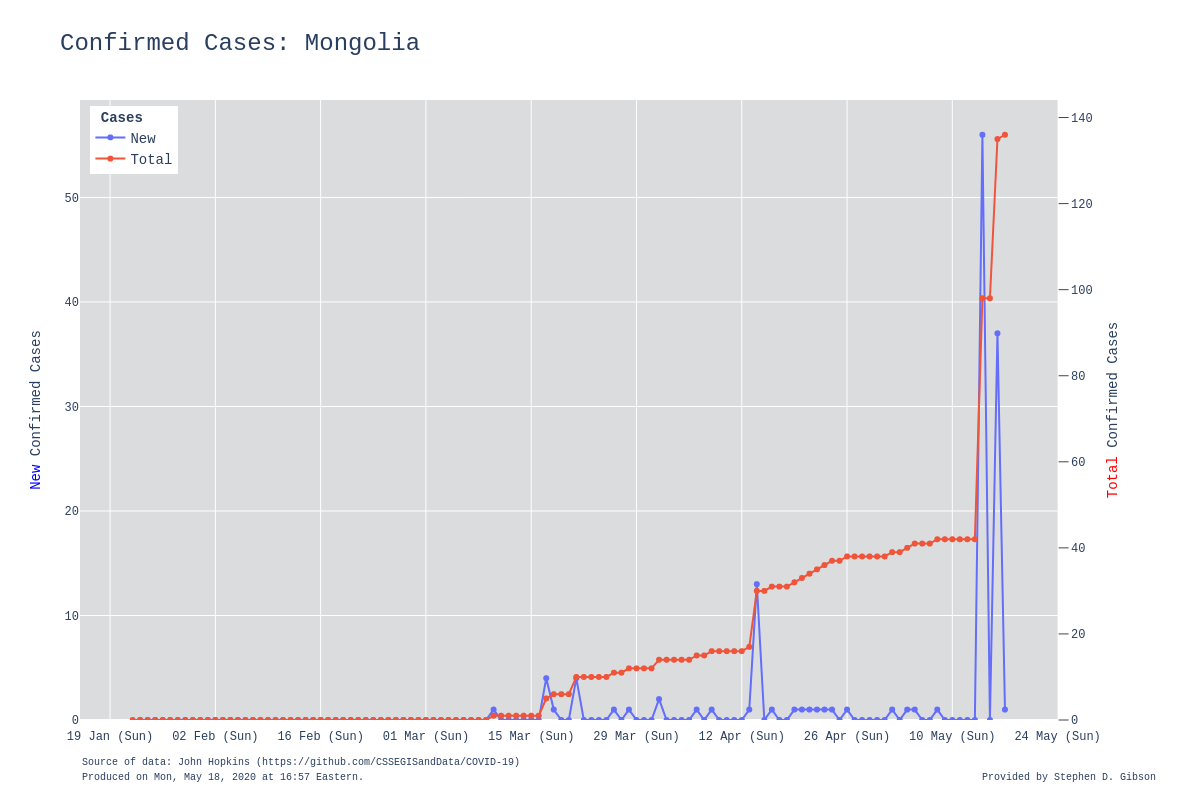 Confirmed Cases: Mongolia
Cases
New
Total
50
40
30
20
10
0
140
120
100
80
60
40
20
0
New Confirmed Cases
Total Confirmed Cases
19 Jan (Sun) 02 Feb (Sun) 16 Feb (Sun) 01 Mar (Sun) 15 Mar (Sun) 29 Mar (Sun) 12 Apr (Sun) 26 Apr (Sun) 10 May (Sun) 24 May (Sun)
Source of data: John Hopkins (https://github.com/CSSEGISandData/COVID-19)
Produced on Mon, May 18, 2020 at 16:57 Eastern.
Provided by Stephen D. Gibson